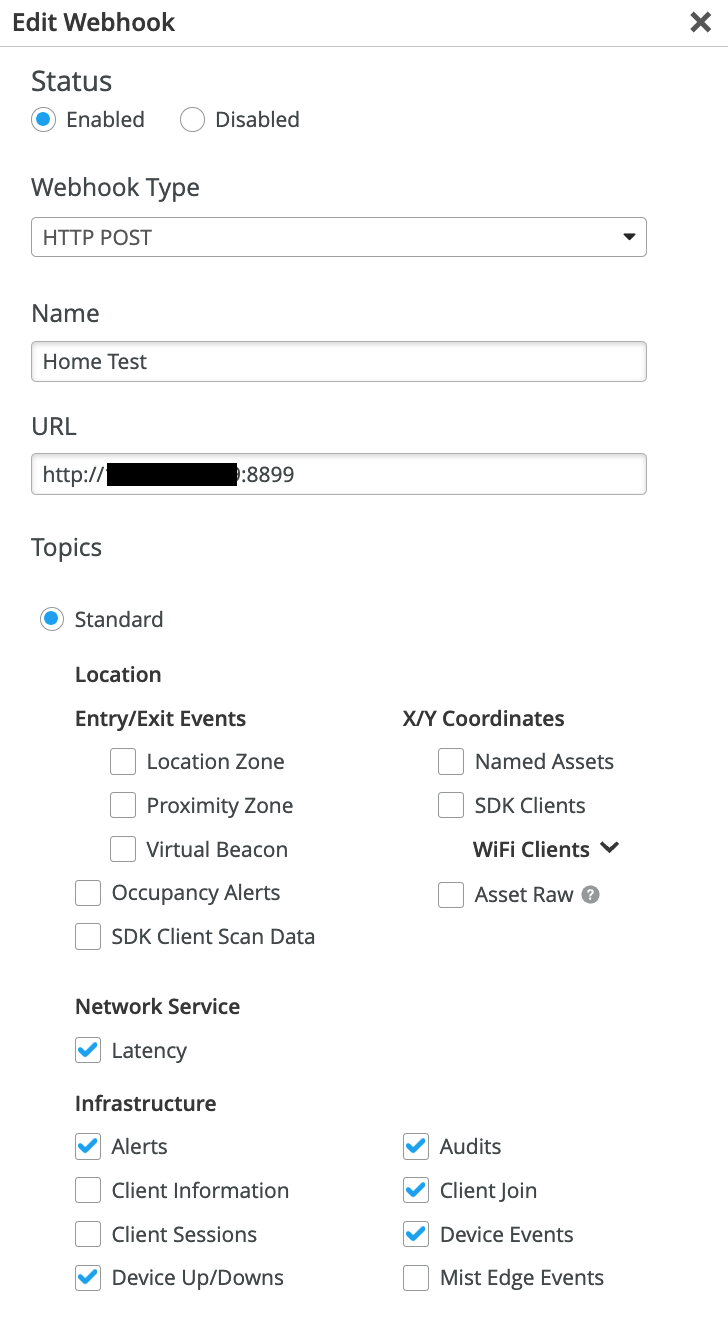 Edit Webhook
Status
Enabled Disabled
Webhook Type
HTTP POST
Name
Home Test
URL
http:// :8899
Topics
Standard
Location
Entry/Exit Events X/Y Coordinates
Location Zone Named Assets
Proximity Zone SDK Clients
Virtual Beacon WiFi Clients
Occupancy Alerts Asset Raw ?
SDK Client Scan Data
Network Service
Latency
Infrastructure
Alerts Audits
Client Information Client Join
Client Sessions Device Events
Device Up/Downs Mist Edge Events